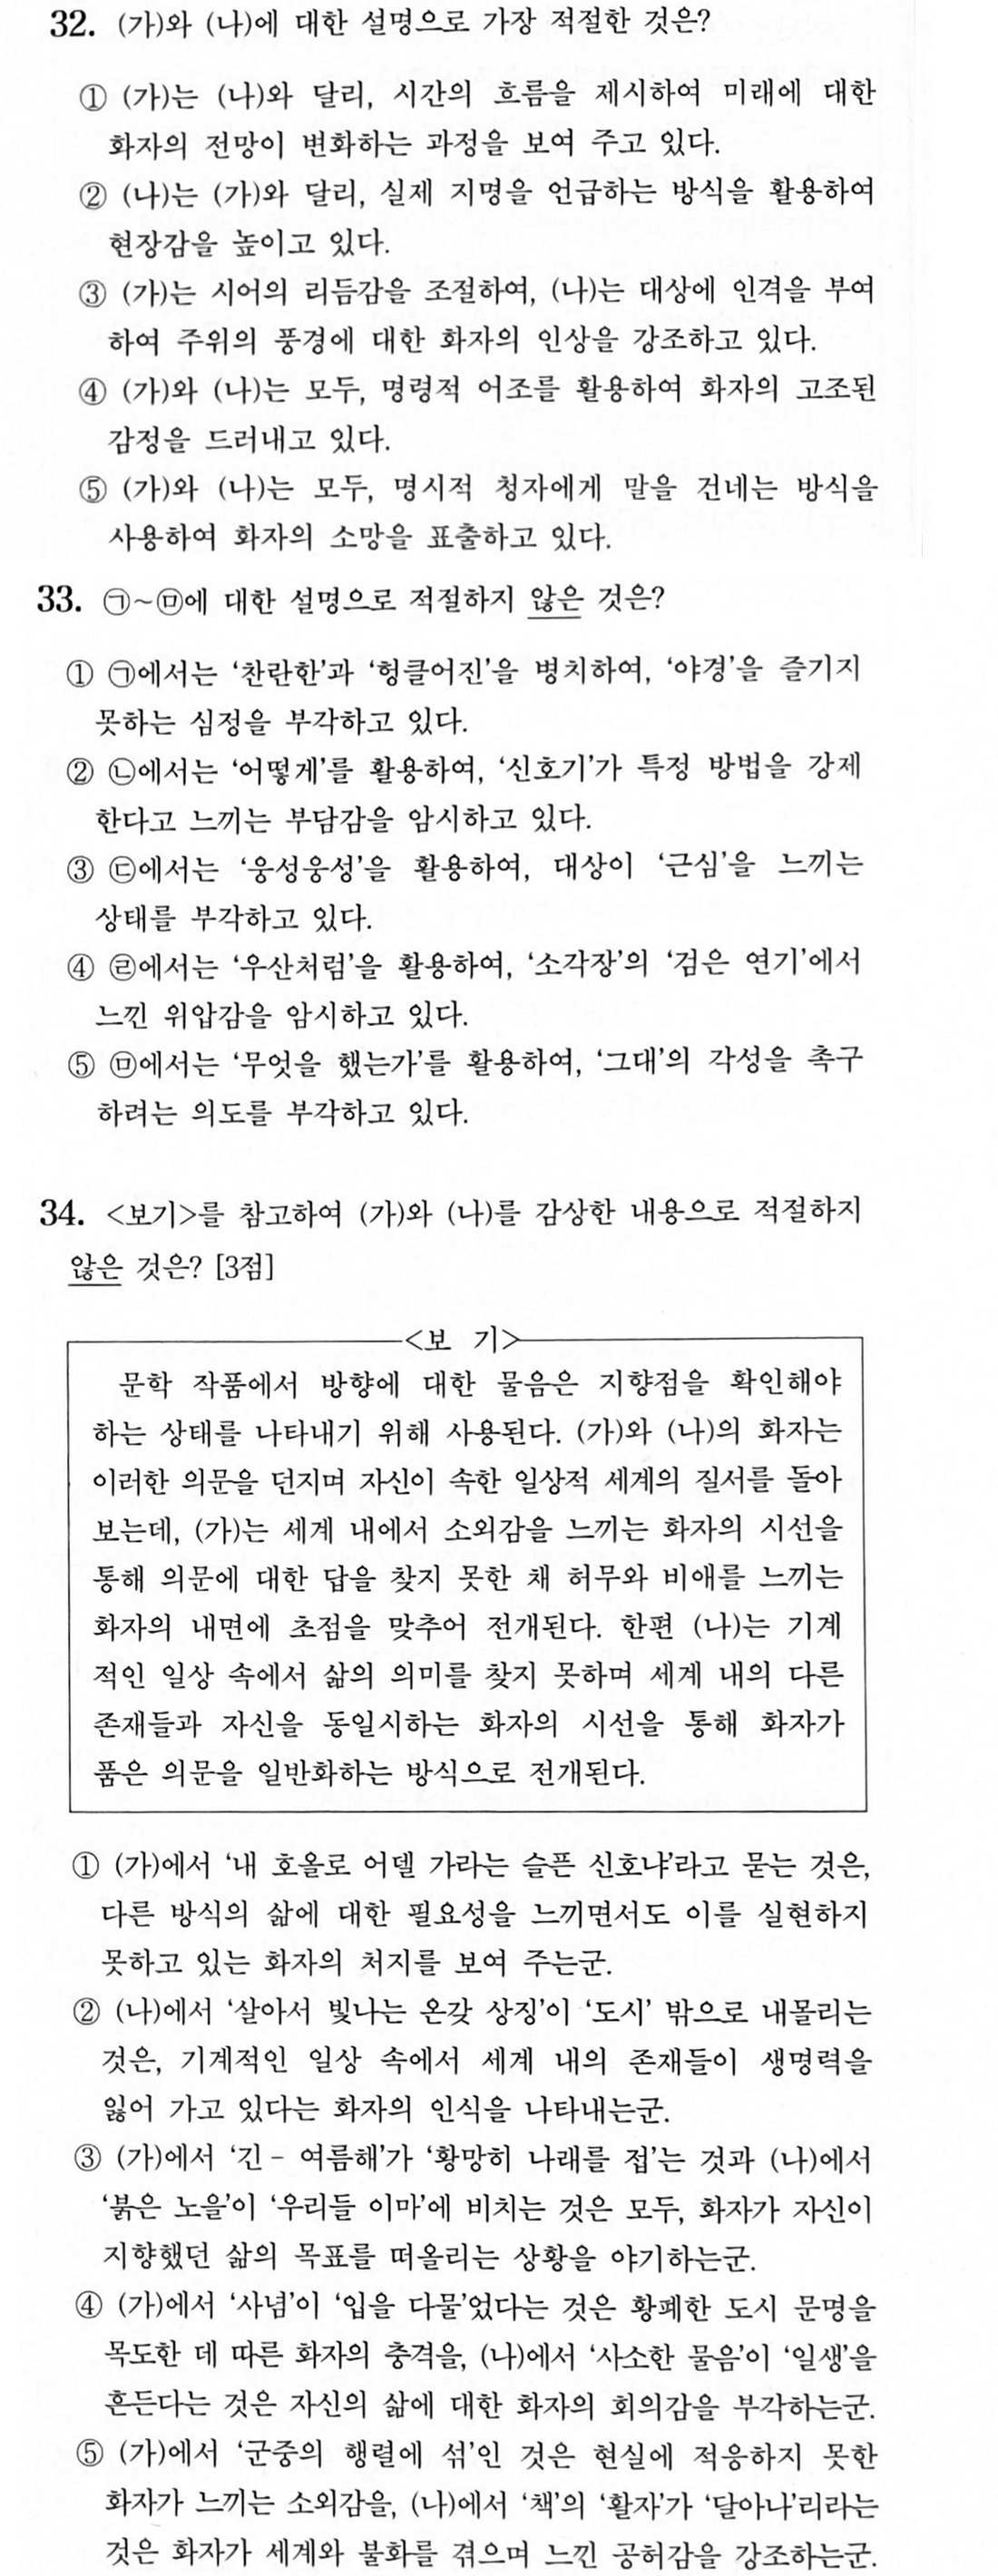 32. (가)와 (나)에 대한 설명으로 가장 적절한 것은?
① (가)는 (나)와 달리, 시간의 흐름을 제시하여 미래에 대한
화자의 전망이 변화하는 과정을 보여 주고 있다.
② (나)는 (가)와 달리, 실제 지명을 언급하는 방식을 활용하여
현장감을 높이고 있다.
③ (가)는 시어의 리듬감을 조절하여, (나)는 대상에 인격을 부여
하여 주위의 풍경에 대한 화자의 인상을 강조하고 있다.
④ (가)와 (나)는 모두, 명령적 어조를 활용하여 화자의 고조된
감정을 드러내고 있다.
⑤ (가)와 (나)는 모두, 명시적 청자에게 말을 건네는 방식을
사용하여 화자의 소망을 표출하고 있다.
33. ㉠~㉤에 대한 설명으로 적절하지 않은 것은?
① ㉠에서는 ‘찬란한’과 ‘헝클어진’을 병치하여, ‘야경’을 즐기지
못하는 심정을 부각하고 있다.
② ㉡에서는 ‘어떻게’를 활용하여, ‘신호기’가 특정 방법을 강제
한다고 느끼는 부담감을 암시하고 있다.
③ ㉢에서는 ‘웅성웅성’을 활용하여, 대상이 ‘근심’을 느끼는
상태를 부각하고 있다.
④ ㉣에서는 ‘우산처럼’을 활용하여, ‘소각장’의 ‘검은 연기’에서
느낀 위압감을 암시하고 있다.
⑤ ㉤에서는 ‘무엇을 했는가’를 활용하여, ‘그대’의 각성을 촉구
하려는 의도를 부각하고 있다.
34. <보기>를 참고하여 (가)와 (나)를 감상한 내용으로 적절하지
않은 것은? [3점]
<보 기>
문학 작품에서 방향에 대한 물음은 지향점을 확인해야
하는 상태를 나타내기 위해 사용된다. (가)와 (나)의 화자는
이러한 의문을 던지며 자신이 속한 일상적 세계의 질서를 돌아
보는데, (가)는 세계 내에서 소외감을 느끼는 화자의 시선을
통해 의문에 대한 답을 찾지 못한 채 허무와 비애를 느끼는
화자의 내면에 초점을 맞추어 전개된다. 한편 (나)는 기계
적인 일상 속에서 삶의 의미를 찾지 못하며 세계 내의 다른
존재들과 자신을 동일시하는 화자의 시선을 통해 화자가
품은 의문을 일반화하는 방식으로 전개된다.
① (가)에서 ‘내 호올로 어델 가라는 슬픈 신호냐’라고 묻는 것은,
다른 방식의 삶에 대한 필요성을 느끼면서도 이를 실현하지
못하고 있는 화자의 처지를 보여 주는군.
② (나)에서 ‘살아서 빛나는 온갖 상징’이 ‘도시’ 밖으로 내몰리는
것은, 기계적인 일상 속에서 세계 내의 존재들이 생명력을
잃어 가고 있다는 화자의 인식을 나타내는군.
③ (가)에서 ‘긴 – 여름해’가 ‘황망히 나래를 접’는 것과 (나)에서
‘붉은 노을’이 ‘우리들 이마’에 비치는 것은 모두, 화자가 자신이
지향했던 삶의 목표를 떠올리는 상황을 야기하는군.
④ (가)에서 ‘사념’이 ‘입을 다물’었다는 것은 황폐한 도시 문명을
목도한 데 따른 화자의 충격을, (나)에서 ‘사소한 물음’이 ‘일생’을
흔든다는 것은 자신의 삶에 대한 화자의 회의감을 부각하는군.
⑤ (가)에서 ‘군중의 행렬에 섞’인 것은 현실에 적응하지 못한
화자가 느끼는 소외감을, (나)에서 ‘책’의 ‘활자’가 ‘달아나’리라는
것은 화자가 세계와 불화를 겪으며 느낀 공허감을 강조하는군.